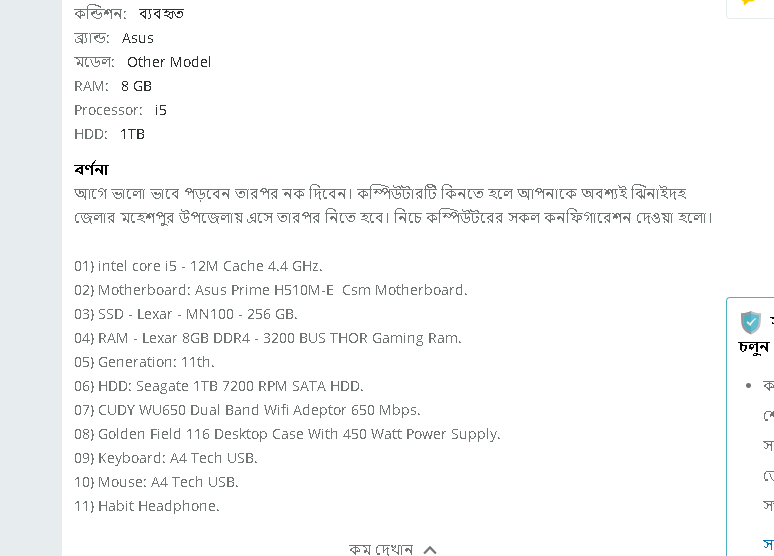 কন্ডিশন: ব্যবহৃত
ব্র্যান্ড: Asus
মডেল: Other Model
RAM: 8 GB
Processor: i5
HDD: 1TB
বর্ণনা
আগে ভালো ভাবে পড়বেন তারপর নক দিবেন। কম্পিউটারটি কিনতে হলে আপনাকে অবশ্যই ঝিনাইদহ
জেলার মহেশপুর উপজেলায় এসে তারপর নিতে হবে। নিচে কম্পিউটরের সকল কনফিগারেশন দেওয়া হলো।
01} intel core i5 - 12M Cache 4.4 GHz.
02} Motherboard: Asus Prime H510M-E Csm Motherboard.
03} SSD - Lexar - MN100 - 256 GB.
04} RAM - Lexar 8GB DDR4 - 3200 BUS THOR Gaming Ram.
05} Generation: 11th.
06} HDD: Seagate 1TB 7200 RPM SATA HDD.
07} CUDY WU650 Dual Band Wifi Adeptor 650 Mbps.
08} Golden Field 116 Desktop Case With 450 Watt Power Supply.
09} Keyboard: A4 Tech USB.
10} Mouse: A4 Tech USB.
11} Habit Headphone.
কম দেখান
চলুন